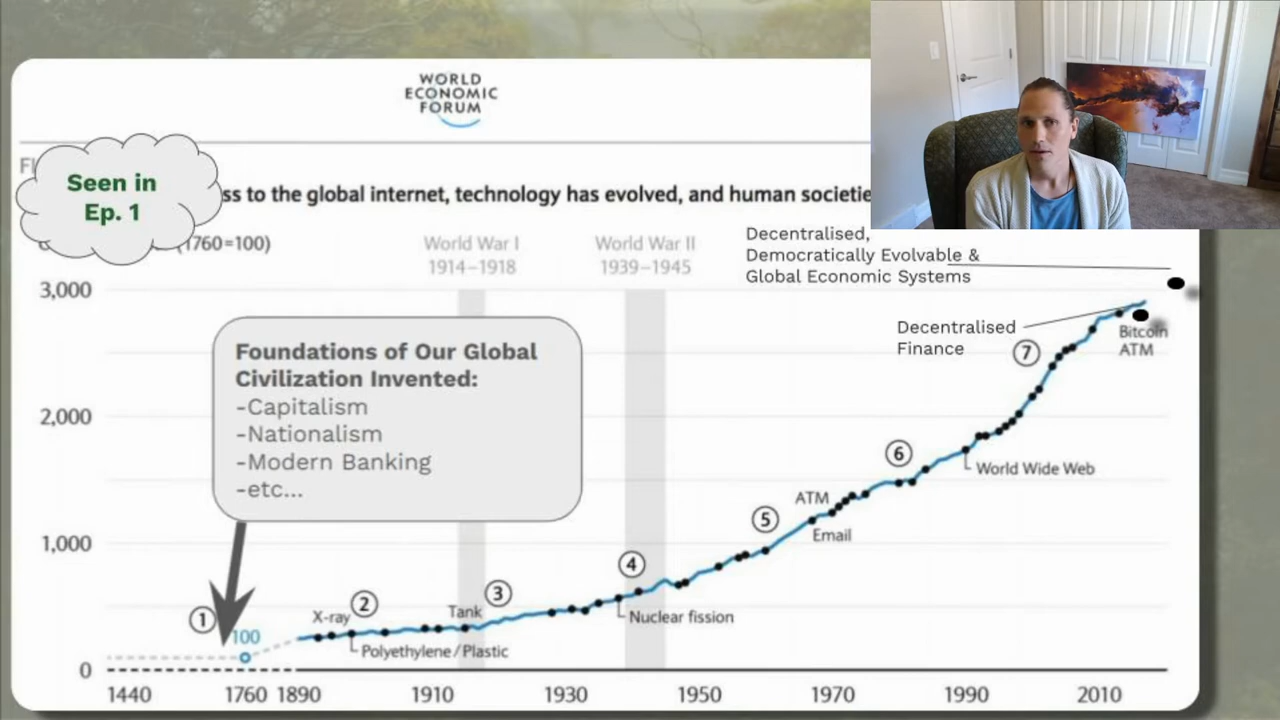 WORLD
ECONOMIC
FORUM
Seen in
Ep. 1
to the global internet, technology has evolved, and human
(1760=100)
World War I
1914–1918
World War II
1939–1945
Decentralised,
Democratically Evolvable &
Global Economic Systems
3,000
Decentralised
Finance
Bitcoin
ATM
7
Foundations of Our Global
Civilization Invented:
-Capitalism
-Nationalism
-Modern Banking
-etc...
2,000
6
World Wide Web
ATM
5
Email
1,000
4
3
2
1
X-ray
Tank
Nuclear fission
100
Polyethylene/Plastic
0
1440 1760 1890 1910 1930 1950 1970 1990 2010